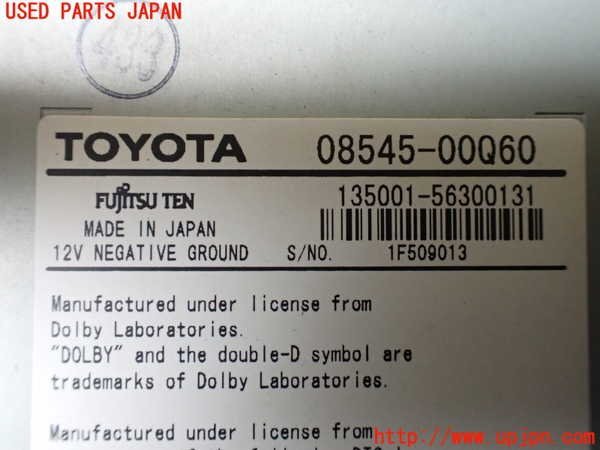 USED PARTS JAPAN
TOYOTA 08545-00Q60
FUJITSU TEN 135001-56300131
MADE IN JAPAN
12V NEGATIVE GROUND S/NO. 1F509013
Manufactured under license from
Dolby Laboratories.
"DOLBY" and the double-D symbol are
trademarks of Dolby Laboratories.
Manufactured under license from
http://www.upjpn.com